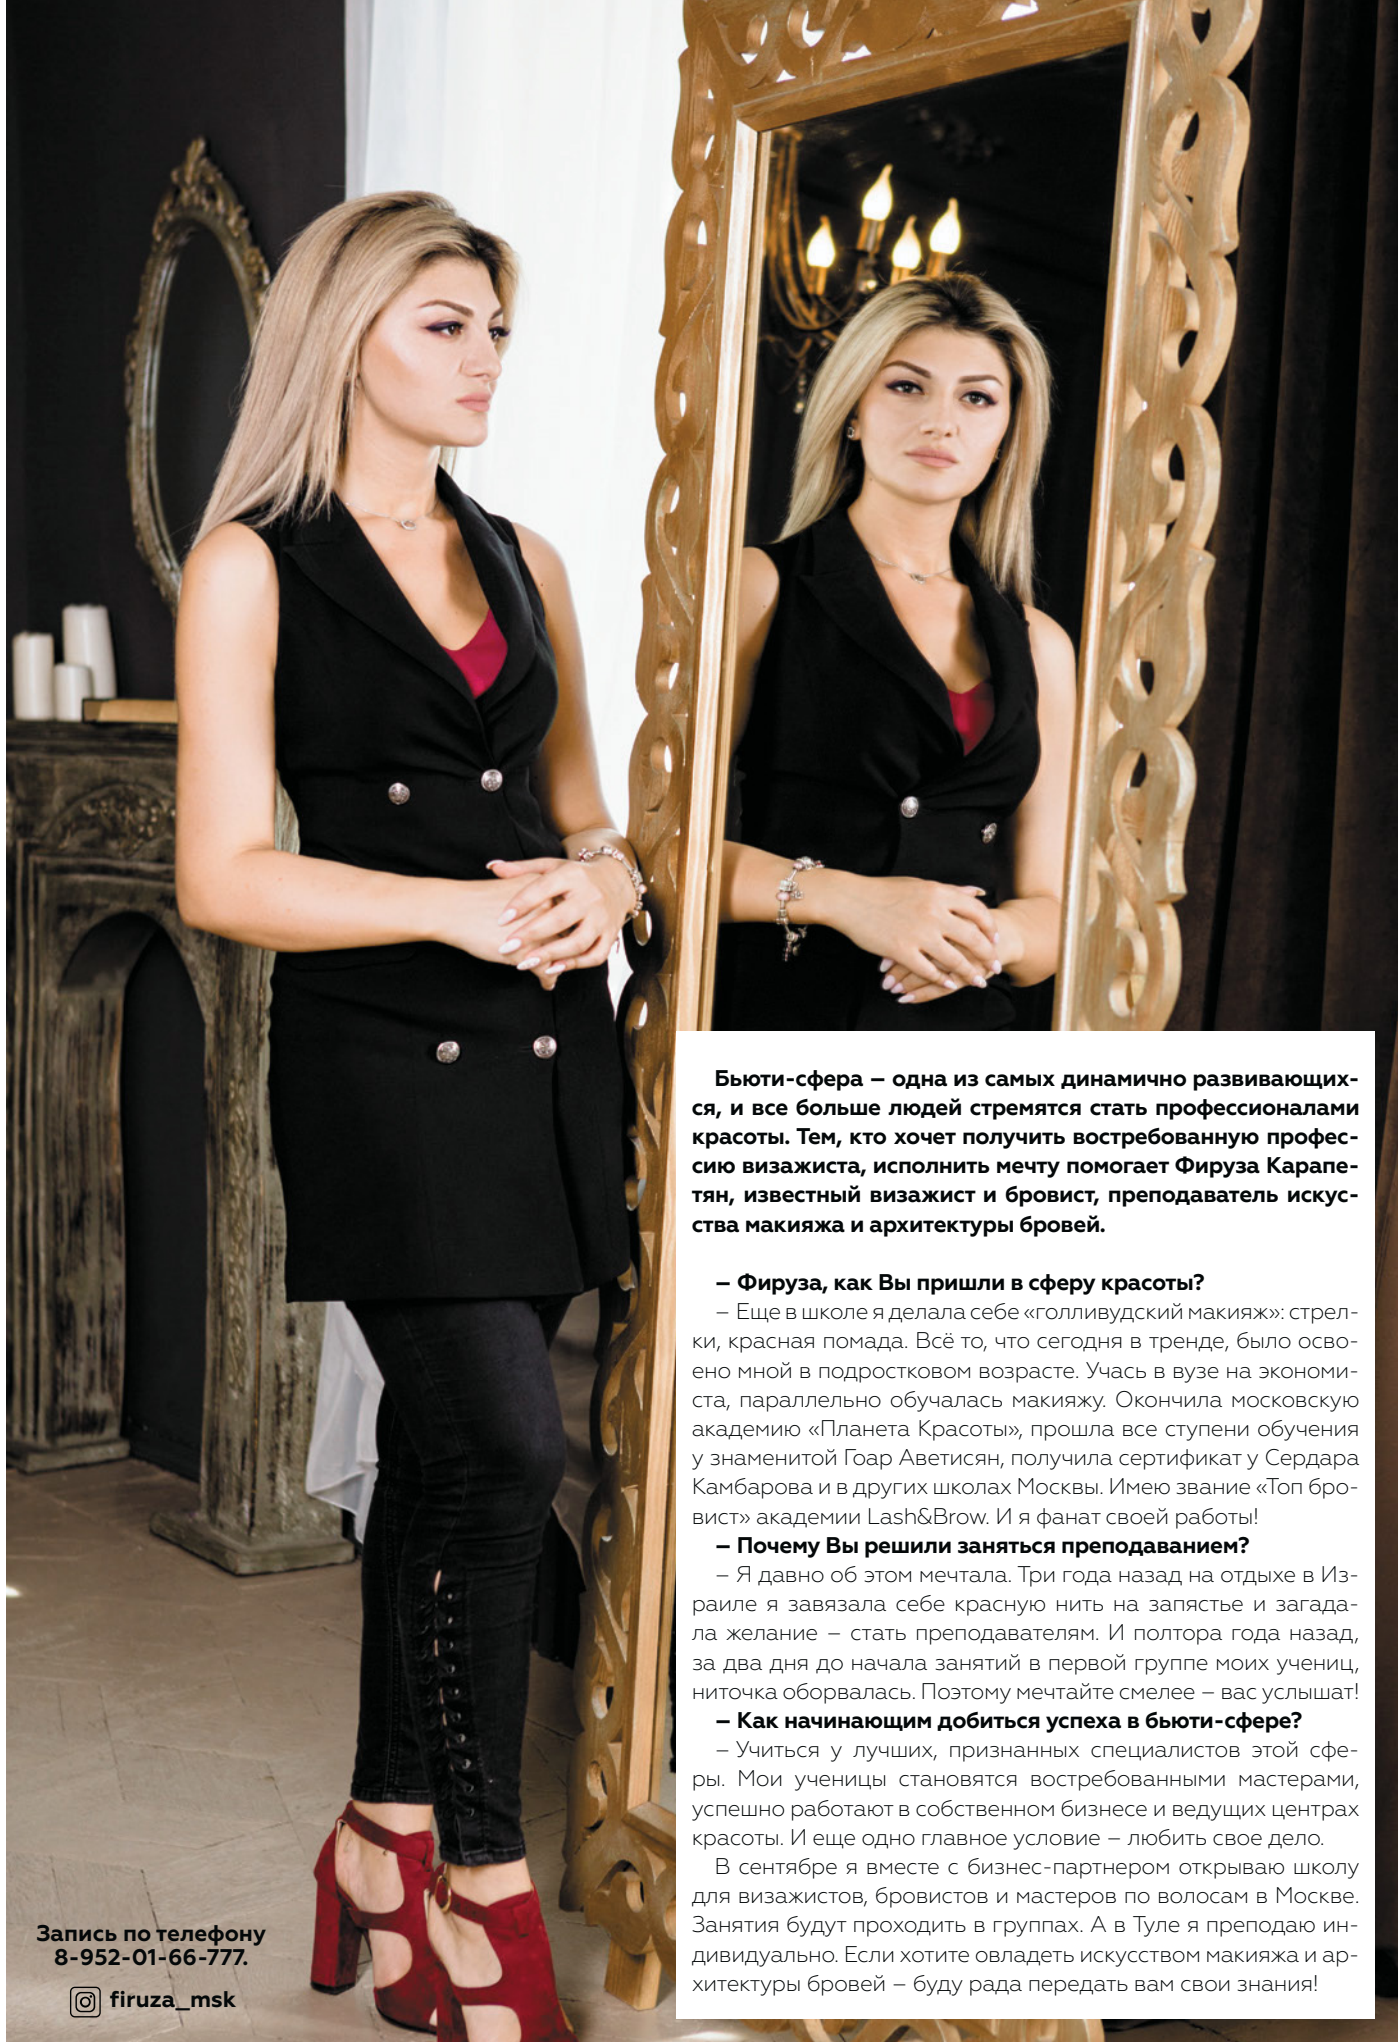 Бьюти-сфера – одна из самых динамично развивающих-
ся, и все больше людей стремятся стать профессионалами
красоты. Тем, кто хочет получить востребованную профес-
сию визажиста, исполнить мечту помогает Фируза Карапе-
тян, известный визажист и бровист, преподаватель искус-
ства макияжа и архитектуры бровей.
– Фируза, как Вы пришли в сферу красоты?
– Еще в школе я делала себе «голливудский макияж»: стрел-
ки, красная помада. Всё то, что сегодня в тренде, было осво-
ено мной в подростковом возрасте. Учась в вузе на экономи-
ста, параллельно обучалась макияжу. Окончила московскую
академию «Планета Красоты», прошла все ступени обучения
у знаменитой Гоар Аветисян, получила сертификат у Сердара
Камбарова и в других школах Москвы. Имею звание «Топ бро-
вист» академии Lash&Brow. И я фанат своей работы!
– Почему Вы решили заняться преподаванием?
– Я давно об этом мечтала. Три года назад на отдыхе в Из-
раиле я завязала себе красную нить на запястье и загада-
ла желание – стать преподавателям. И полтора года назад,
за два дня до начала занятий в первой группе моих учениц,
ниточка оборвалась. Поэтому мечтайте смелее – вас услышат!
– Как начинающим добиться успеха в бьюти-сфере?
– Учиться у лучших, признанных специалистов этой сфе-
ры. Мои ученицы становятся востребованными мастерами,
успешно работают в собственном бизнесе и ведущих центрах
красоты. И еще одно главное условие – любить свое дело.
В сентябре я вместе с бизнес-партнером открываю школу
для визажистов, бровистов и мастеров по волосам в Москве.
Занятия будут проходить в группах. А в Туле я преподаю ин-
дивидуально. Если хотите овладеть искусством макияжа и ар-
хитектуры бровей – буду рада передать вам свои знания!
Запись по телефону
8-952-01-66-777.
firuza_msk